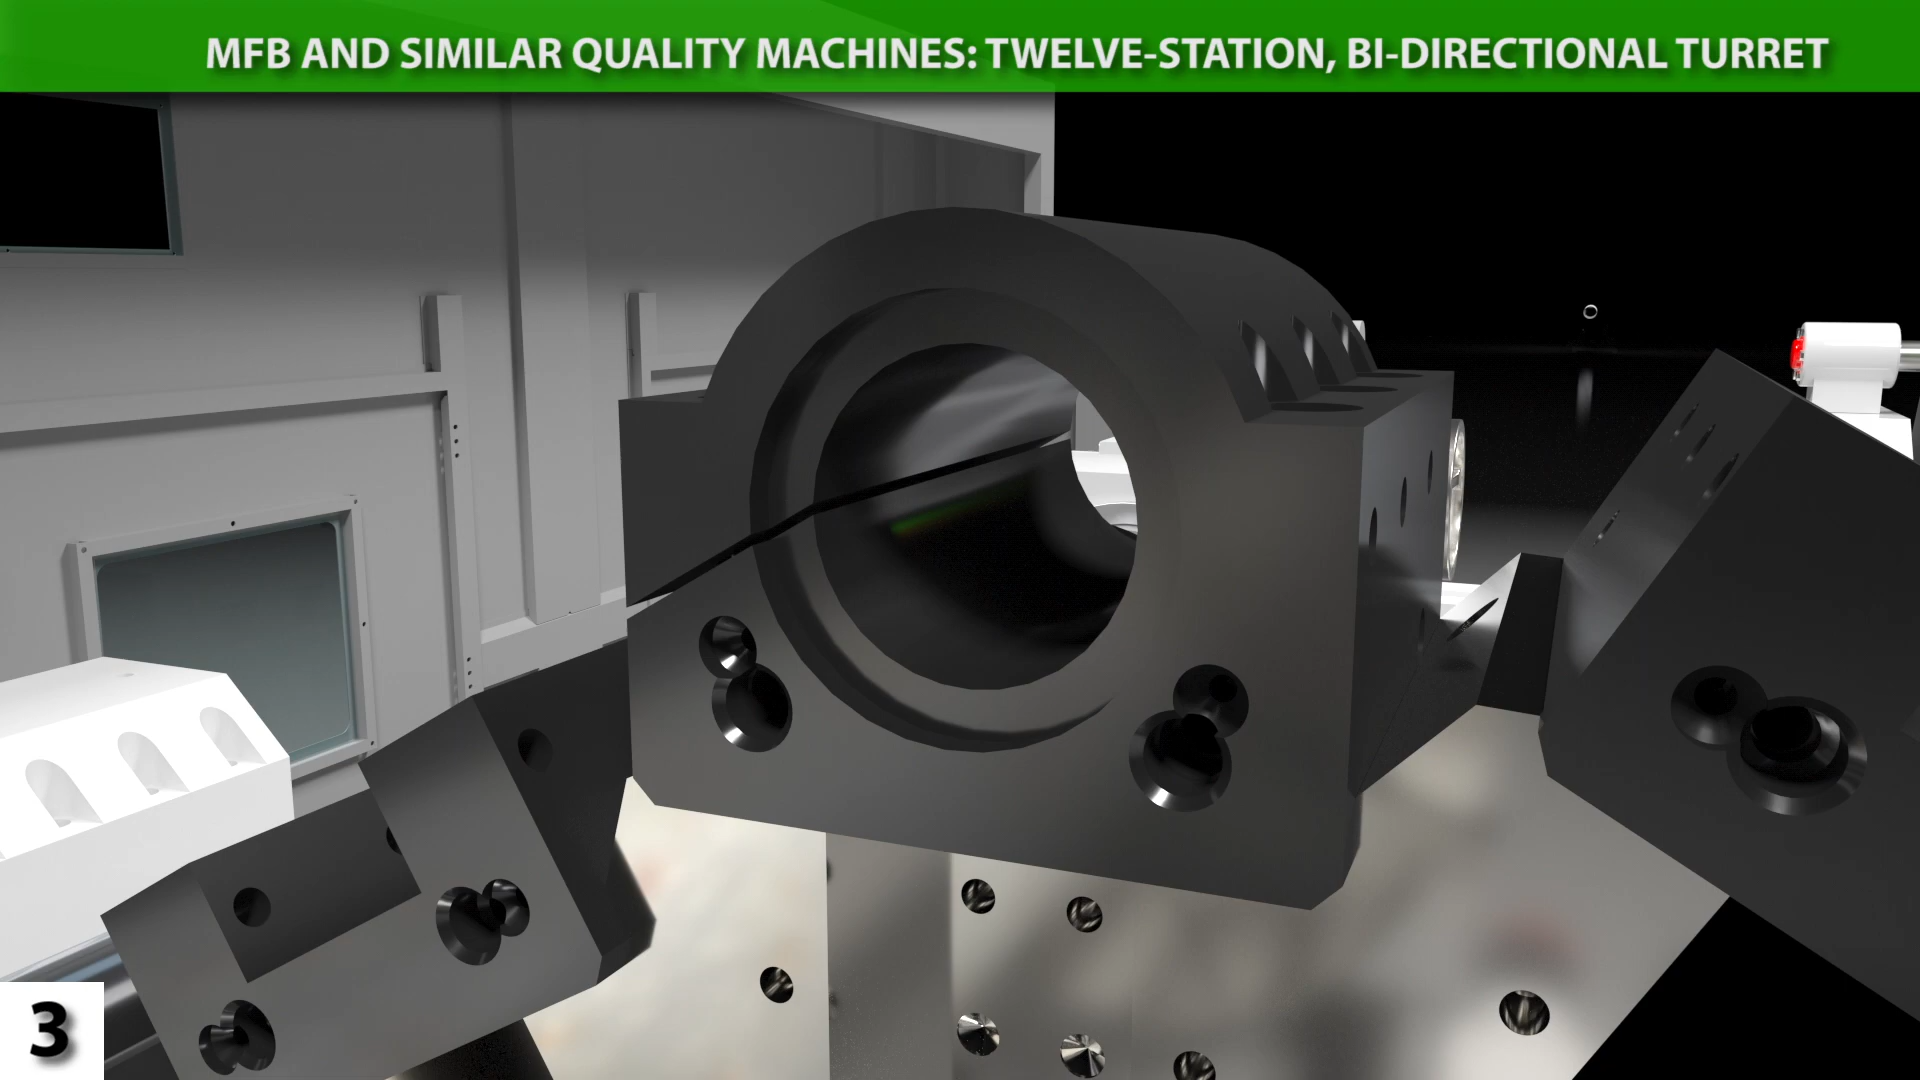 MFB AND SIMILAR QUALITY MACHINES: TWELVE-STATION, BI-DIRECTIONAL TURRET
3